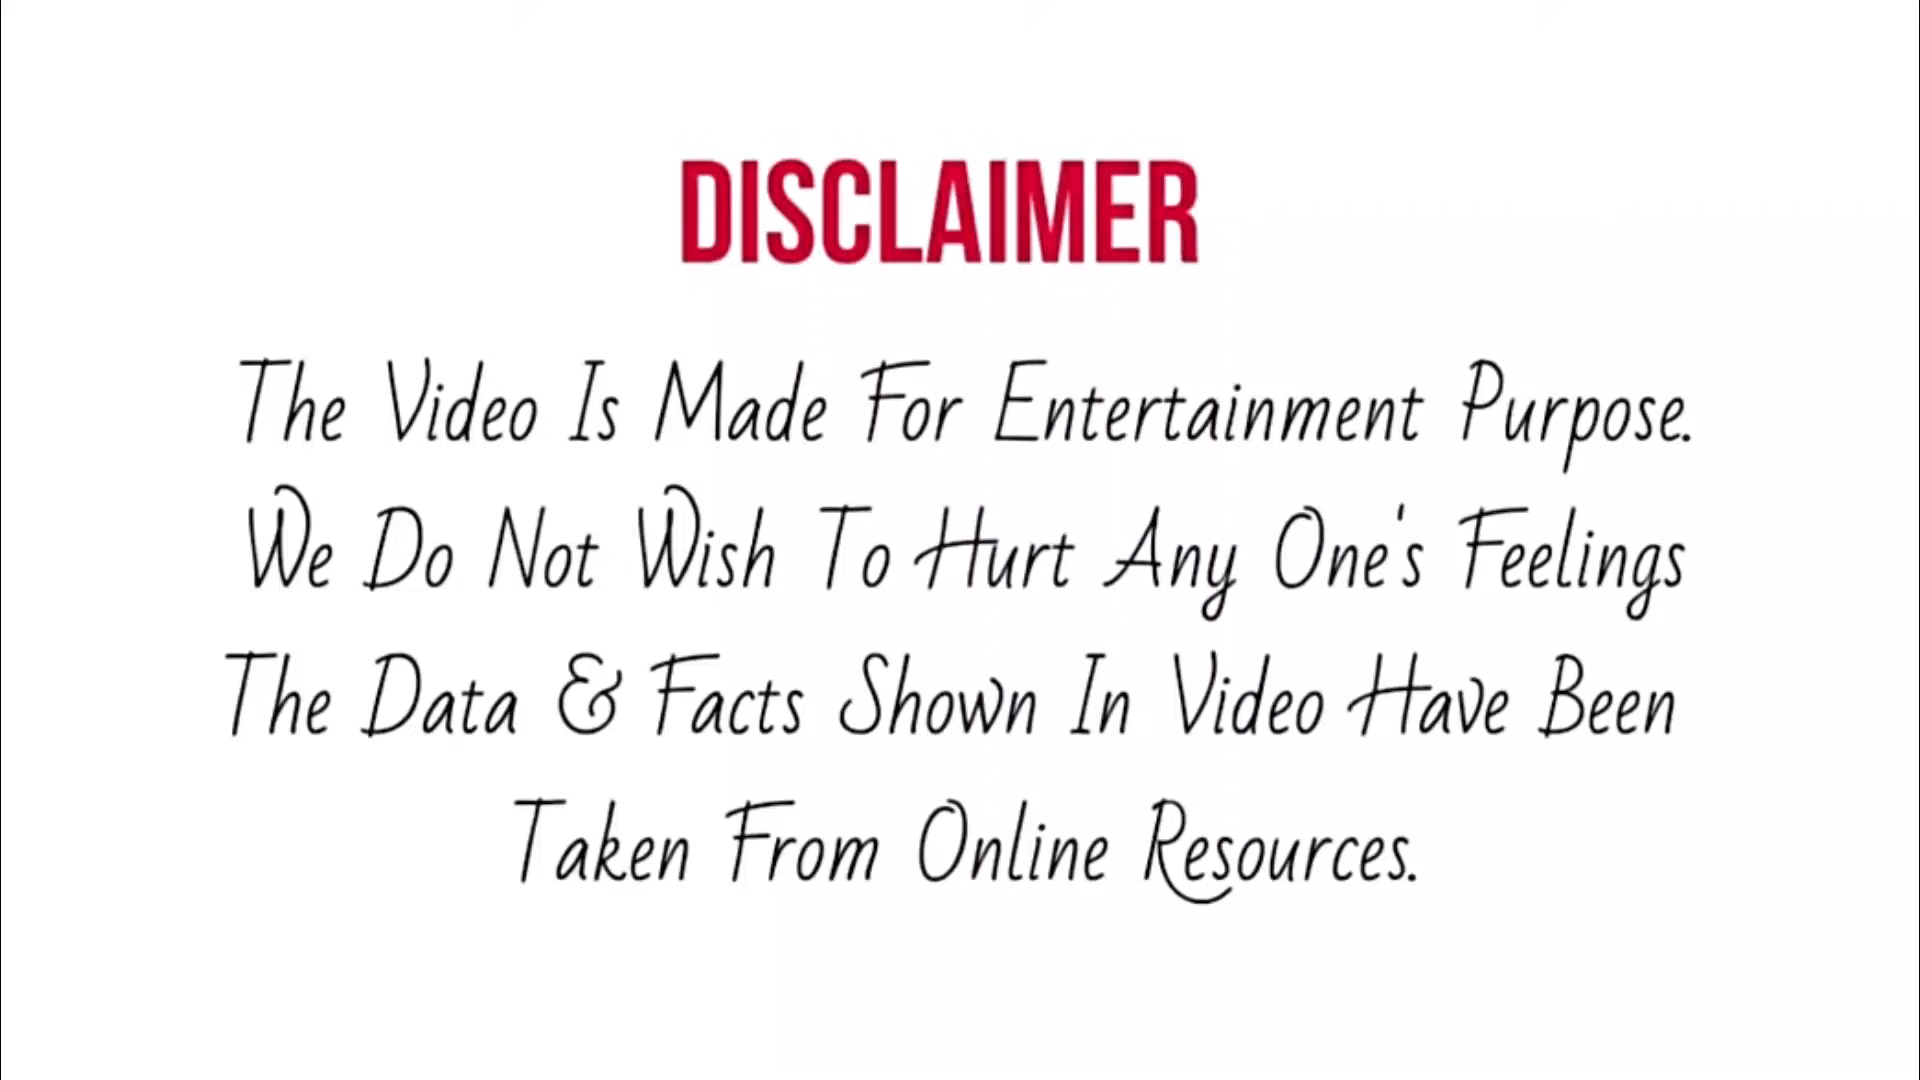 DISCLAIMER
The Video Is Made For Entertainment Purpose.
We Do Not Wish To Hurt Any One's Feelings
The Data & Facts Shown In Video Have Been
Taken From Online Resources.